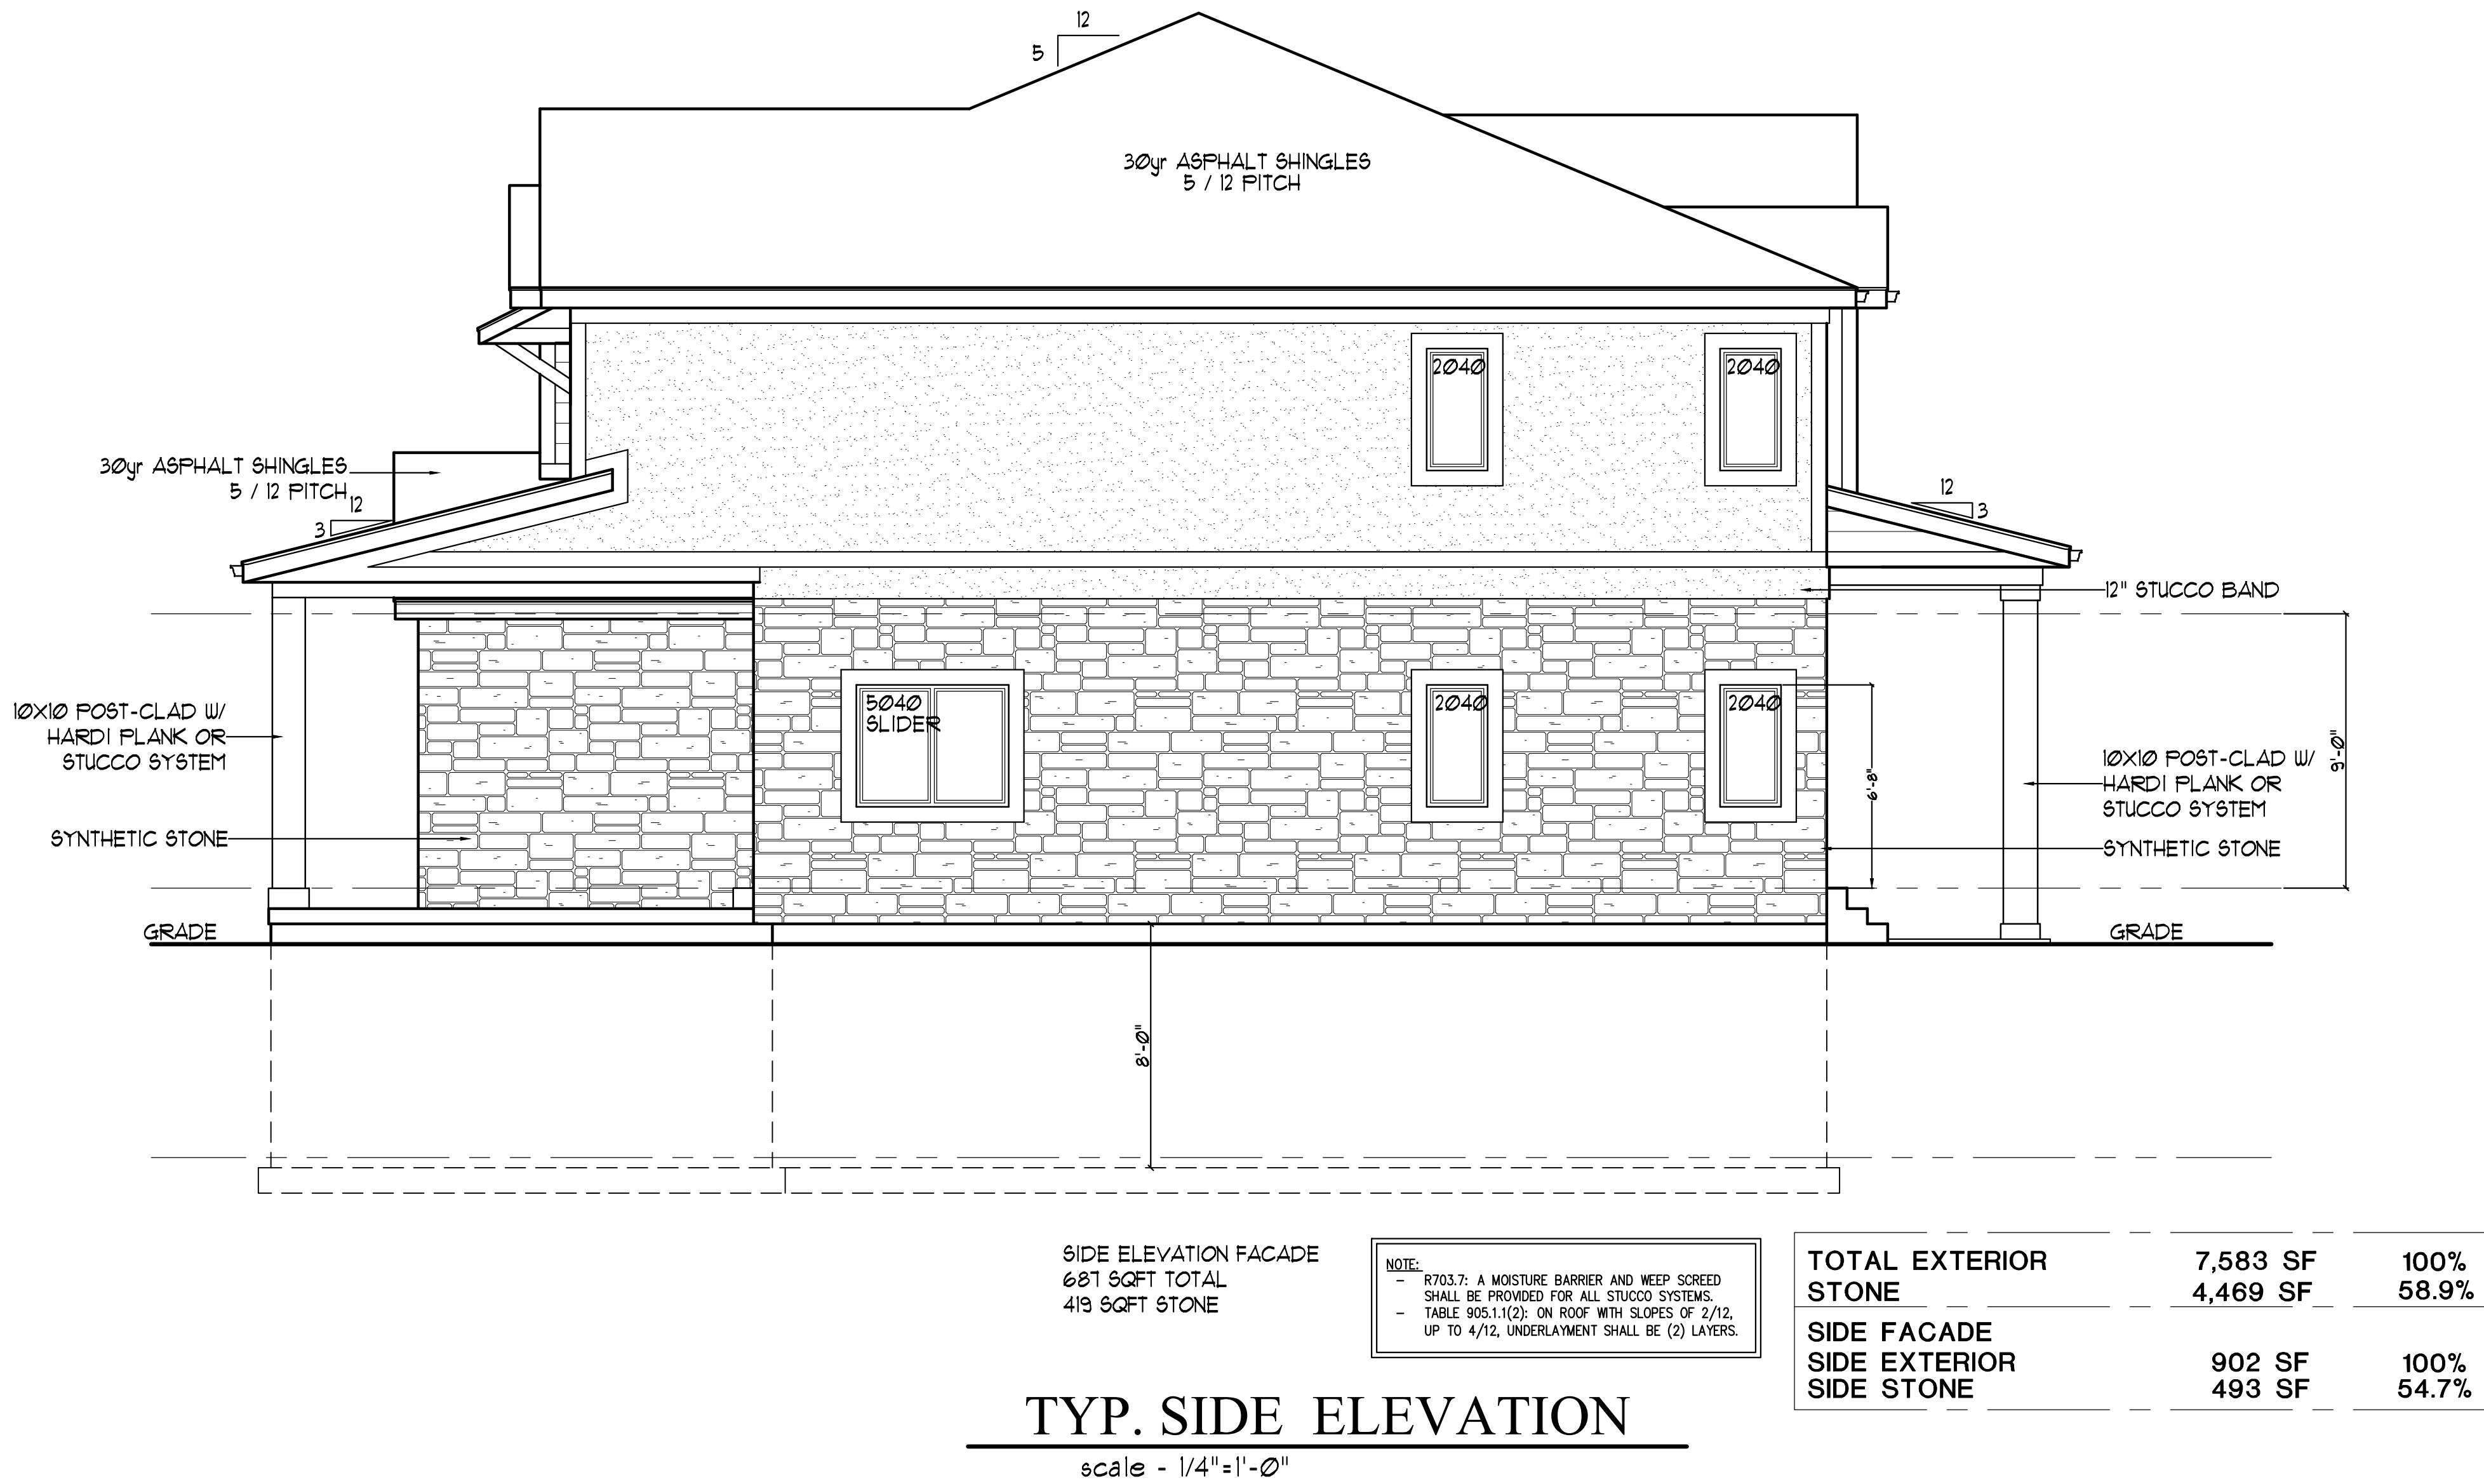 12
5
30yr ASPHALT SHINGLES
5 / 12 PITCH
2040
2040
30yr ASPHALT SHINGLES
5 / 12 PITCH
12
3
12
3
12" STUCCO BAND
10X10 POST-CLAD W/
HARDI PLANK OR
STUCCO SYSTEM
5040
SLIDER
2040
2040
6'-8"
9'-0"
10X10 POST-CLAD W/
HARDI PLANK OR
STUCCO SYSTEM
SYNTHETIC STONE
SYNTHETIC STONE
GRADE
GRADE
8'-0"
SIDE ELEVATION FACADE
687 SQFT TOTAL
419 SQFT STONE
NOTE:
- R703.7: A MOISTURE BARRIER AND WEEP SCREED
SHALL BE PROVIDED FOR ALL STUCCO SYSTEMS.
- TABLE 905.1.1(2): ON ROOF WITH SLOPES OF 2/12,
UP TO 4/12, UNDERLAYMENT SHALL BE (2) LAYERS.
TOTAL EXTERIOR 7,583 SF 100%
STONE 4,469 SF 58.9%
SIDE FACADE
SIDE EXTERIOR 902 SF 100%
SIDE STONE 493 SF 54.7%
TYP. SIDE ELEVATION
scale - 1/4"=1'-0"